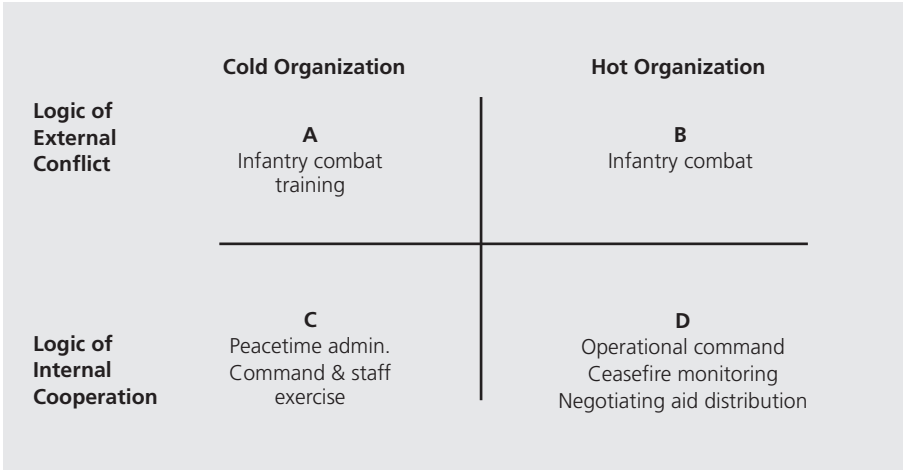 Cold Organization
Hot Organization
Logic of
External
Conflict
A
Infantry combat
training
B
Infantry combat
Logic of
Internal
Cooperation
C
Peacetime admin.
Command & staff
exercise
D
Operational command
Ceasefire monitoring
Negotiating aid distribution